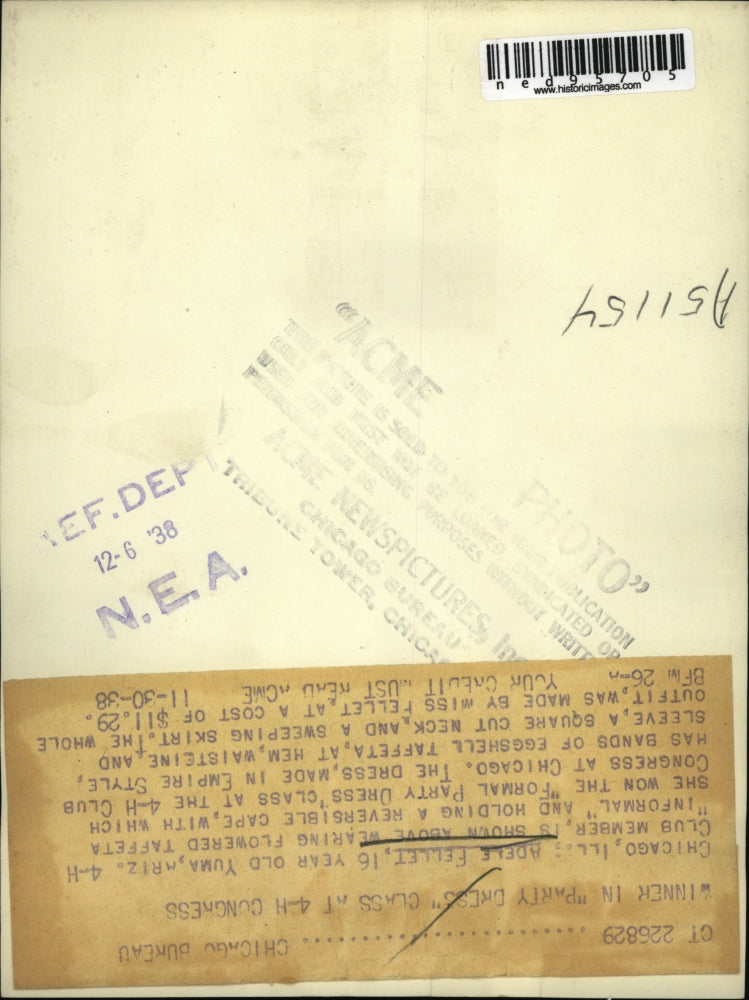 ned95705
www.historicimages.com
A51154
"ACME
PHOTO"
THIS PICTURE IS SOLD TO YOU FOR YOUR PUBLICATION
ONLY AND MUST NOT BE LOANED, SYNDICATED OR
USED FOR ADVERTISING PURPOSES WITHOUT WRITTEN
PERMISSION FROM US.
ACME NEWSPICTURES, Inc
CHICAGO BUREAU
TRIBUNE TOWER, CHICA
EF. DEPT
12-6 '38
N.E.A.
CT 226829 .................... CHICAGO BUREAU
WINNER IN "PARTY DRESS" CLASS AT 4-H CONGRESS
CHICAGO, ILL.: ADELE FELLET, 16 YEAR OLD YUMA, ARIZ. 4-H
CLUB MEMBER, IS SHOWN ABOVE WEARING FLOWERED TAFFETA
"INFORMAL" AND HOLDING A REVERSIBLE CAPE, WITH WHICH
SHE WON THE "FORMAL PARTY DRESS" CLASS AT THE 4-H CLUB
CONGRESS AT CHICAGO. THE DRESS, MADE IN EMPIRE STYLE,
HAS BANDS OF EGGSHELL TAFFETA, AT HEM, WAISTEINE, AND
SLEEVE, A SQUARE CUT NECK, AND A SWEEPING SKIRT. THE WHOLE
OUTFIT, WAS MADE BY MISS FELLET, AT A COST OF $11.29.
BFW, 26-A YOUR CREDIT MUST READ ACME 11-30-38